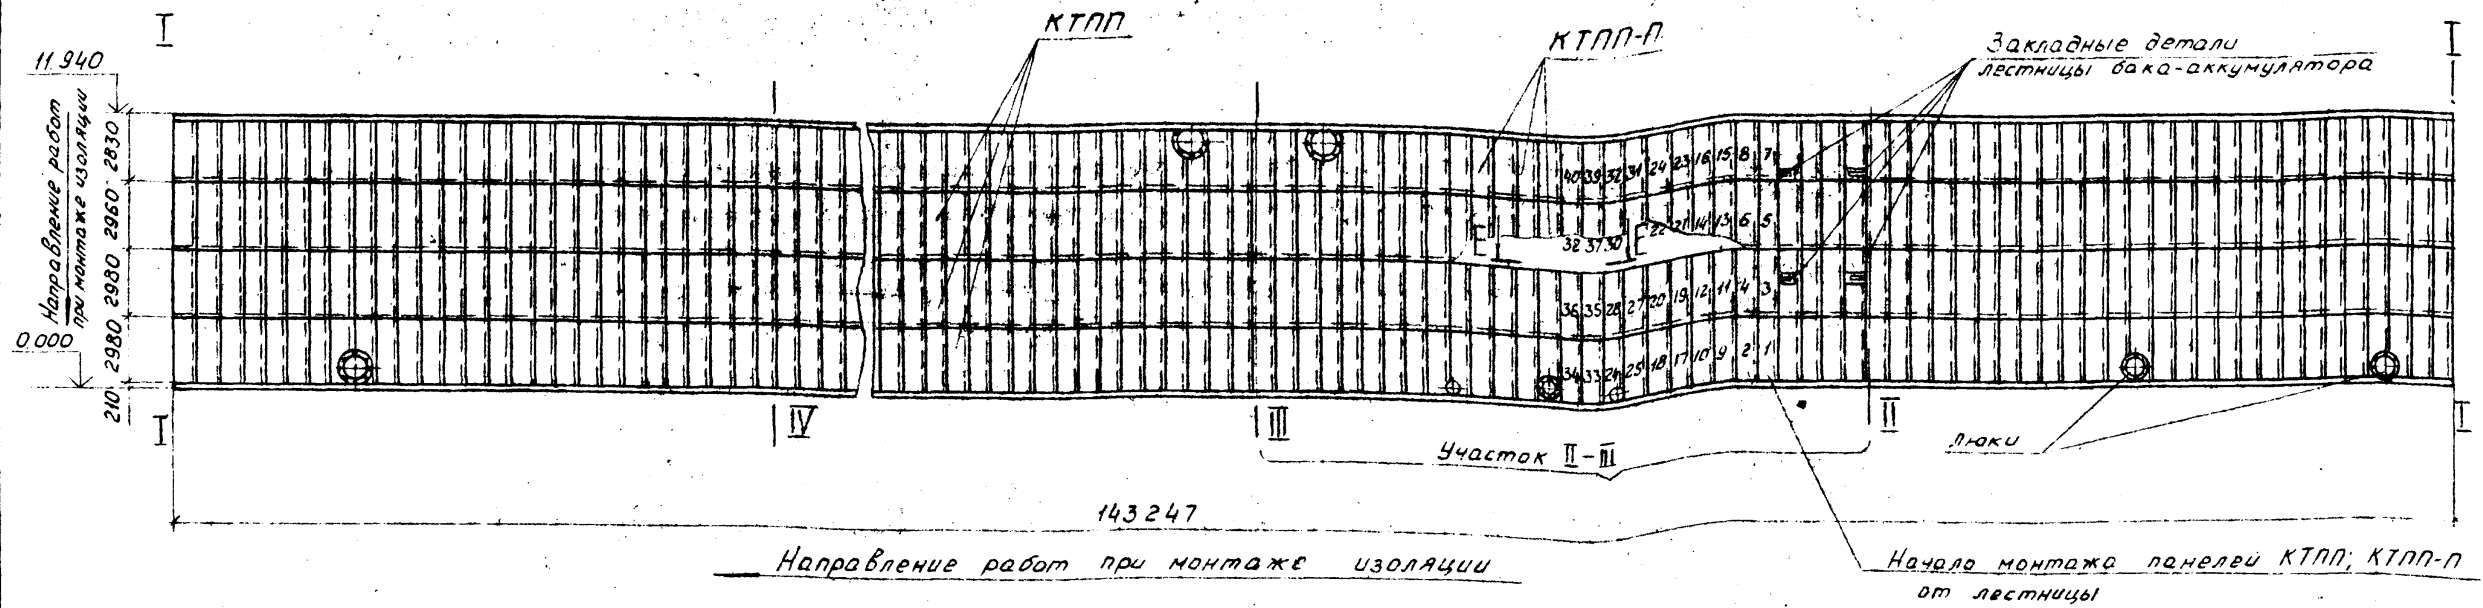 I
КТПП
КТПП-П
Закладные детали
лестницы бака-аккумулятора
I
11.940
Направление работ
при монтаже изоляции
2830
2960
2980
2980
210
0.000
40 39 32 31 24 23 16 15 8 7
22 21 14 13 6 5
38 37 30
Е Е
36 35 28 27 20 19 12 11 4 3
34 33 26 25 18 17 10 9 2 1
I
IV
III
II
I
Участок II-III
Люки
143247
Направление работ при монтаже изоляции
Начало монтажа панелей КТПП; КТПП-П
от лестницы